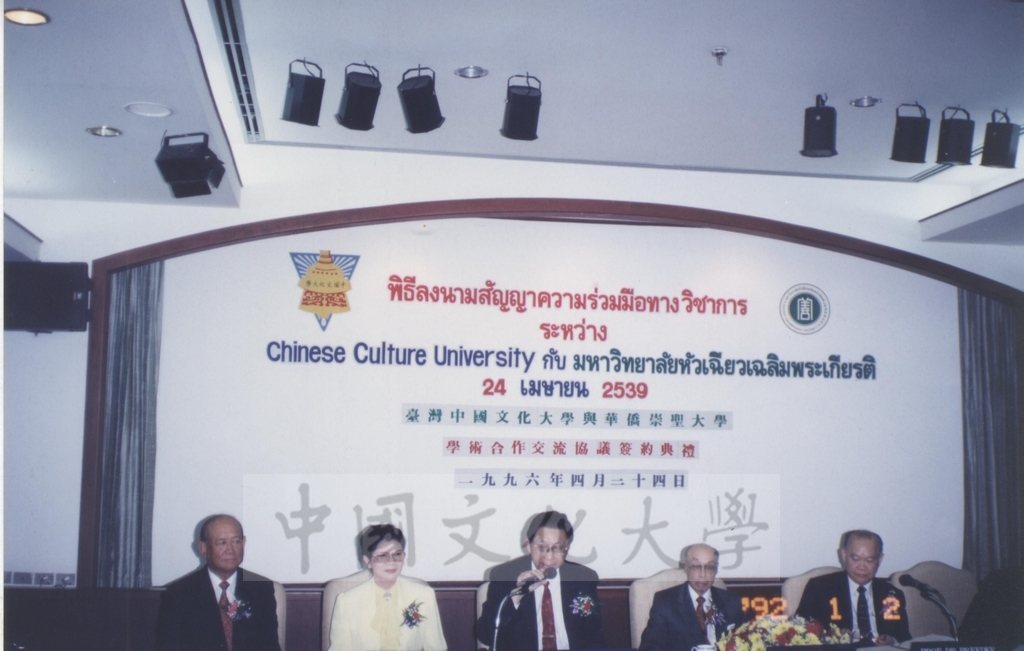 พิธีลงนามสัญญาความร่วมมือทางวิชาการ
ระหว่าง
Chinese Culture University กับ มหาวิทยาลัยหัวเฉียวเฉลิมพระเกียรติ
24 เมษายน 2539
臺灣中國文化大學與華僑崇聖大學
學術合作交流協議簽約典禮
一九九六年四月二十四日
中國文化大學
'92 1 2